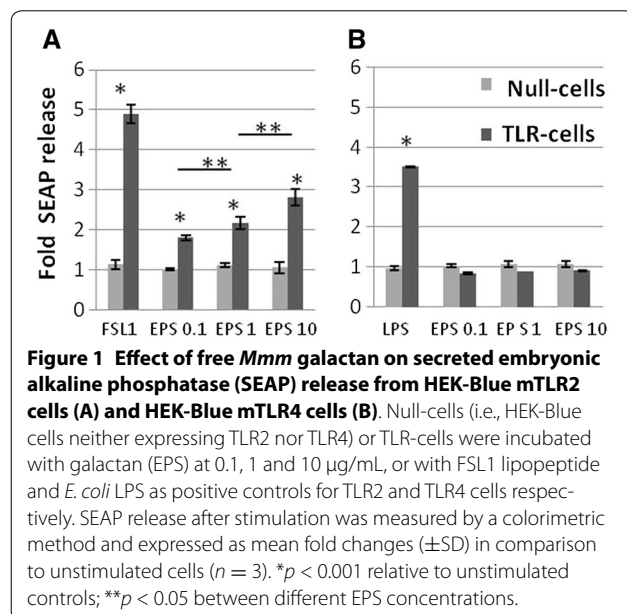 A
B
Fold SEAP release
6
5
4
3
2
1
0
*
*
**
*
**
*
FSL1 EPS 0.1 EPS 1 EPS 10
6
5
4
3
2
1
0
Null-cells
TLR-cells
*
LPS EPS 0.1 EP S 1 EPS 10
Figure 1 Effect of free Mmm galactan on secreted embryonic
alkaline phosphatase (SEAP) release from HEK-Blue mTLR2
cells (A) and HEK-Blue mTLR4 cells (B). Null-cells (i.e., HEK-Blue
cells neither expressing TLR2 nor TLR4) or TLR-cells were incubated
with galactan (EPS) at 0.1, 1 and 10 µg/mL, or with FSL1 lipopeptide
and E. coli LPS as positive controls for TLR2 and TLR4 cells respec-
tively. SEAP release after stimulation was measured by a colorimetric
method and expressed as mean fold changes (±SD) in comparison
to unstimulated cells (n = 3). *p < 0.001 relative to unstimulated
controls; **p < 0.05 between different EPS concentrations.